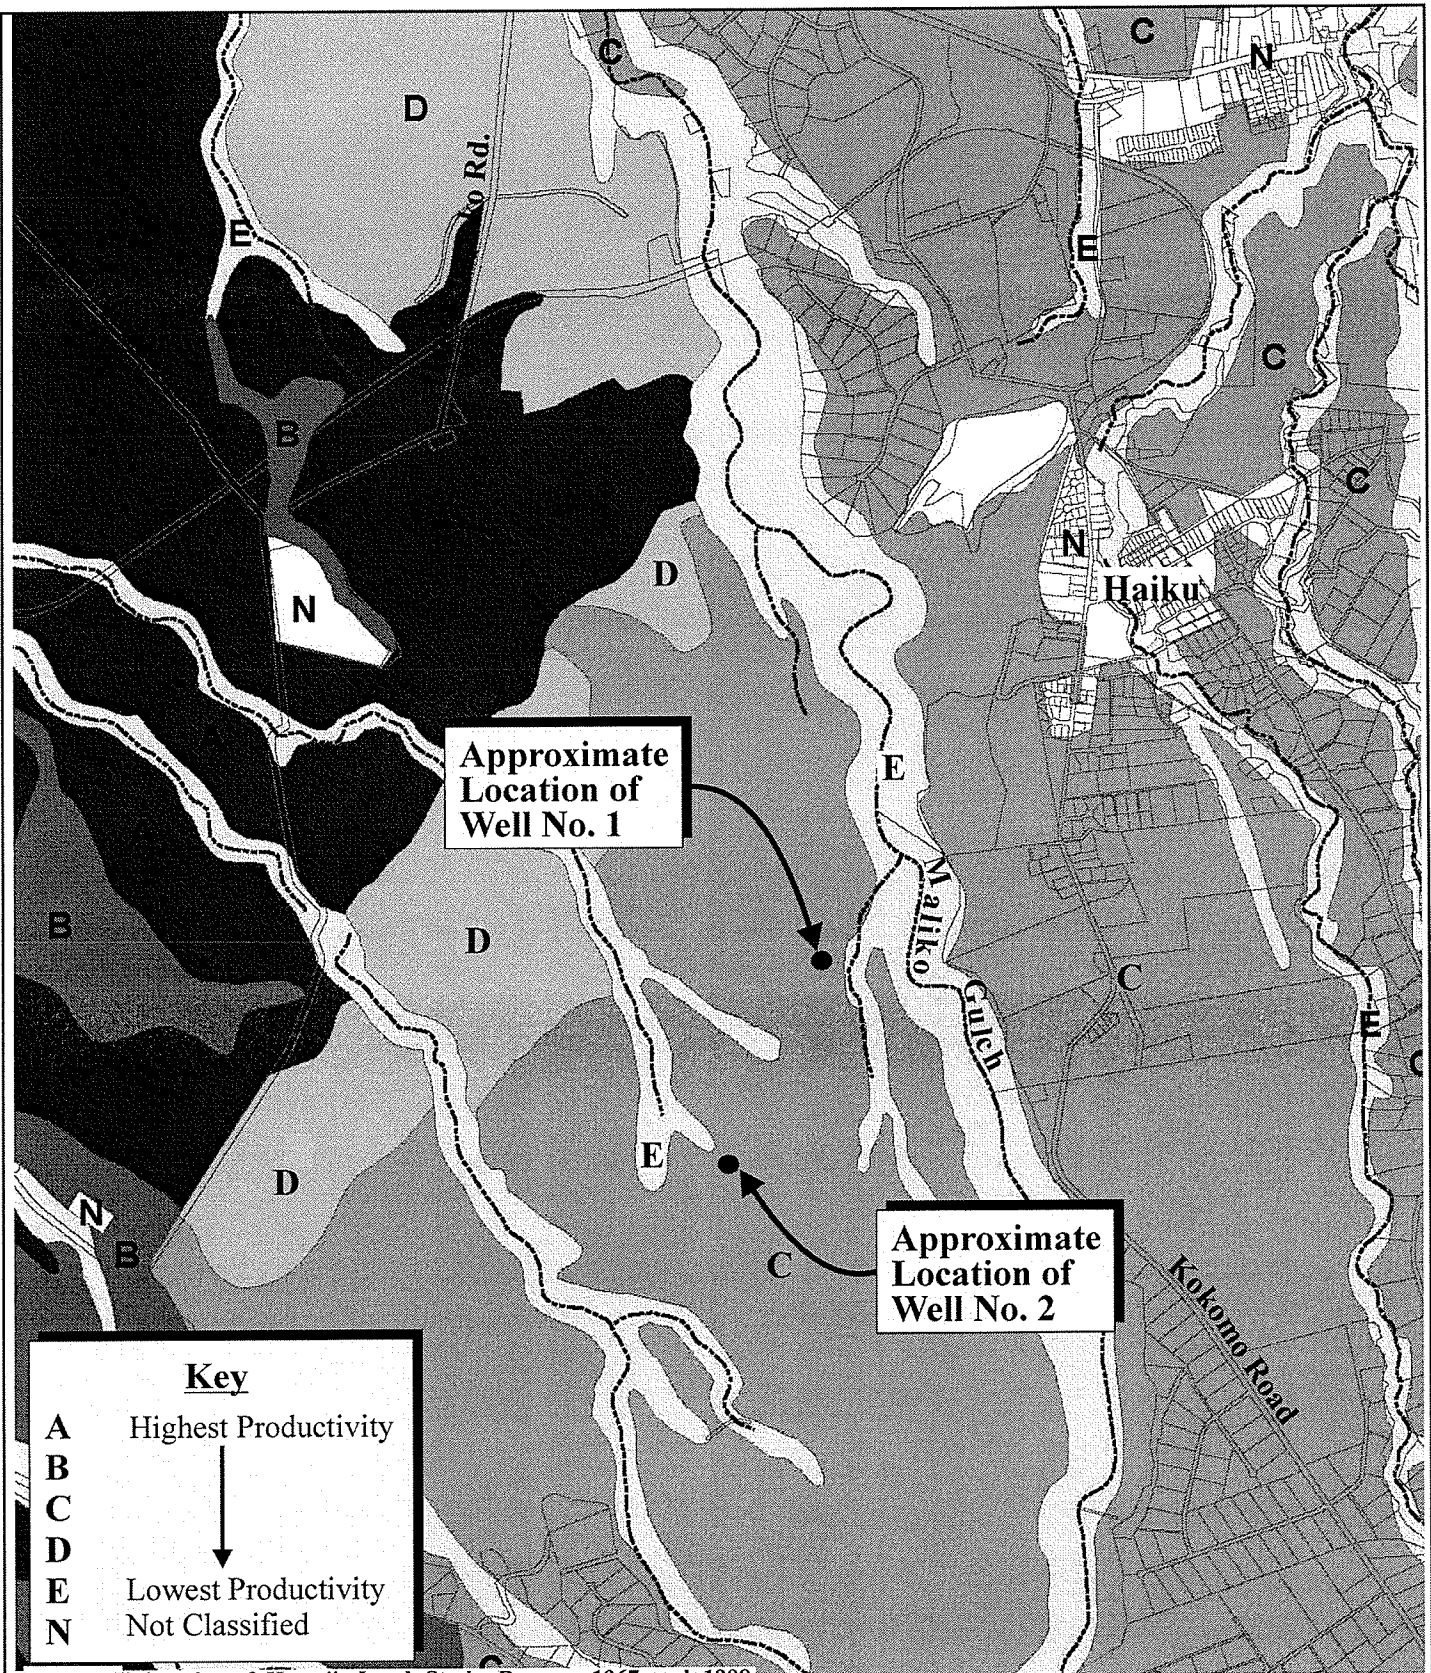 C
C
N
D
ko Rd.
E
E
C
B
C
D
N
N
Haiku
Approximate
Location of
Well No. 1
E
Maliko
Gulch
B
D
C
E
C
E
D
N
B
C
Approximate
Location of
Well No. 2
Kokomo Road
Key
A Highest Productivity
B
C
D
E Lowest Productivity
N Not Classified
C